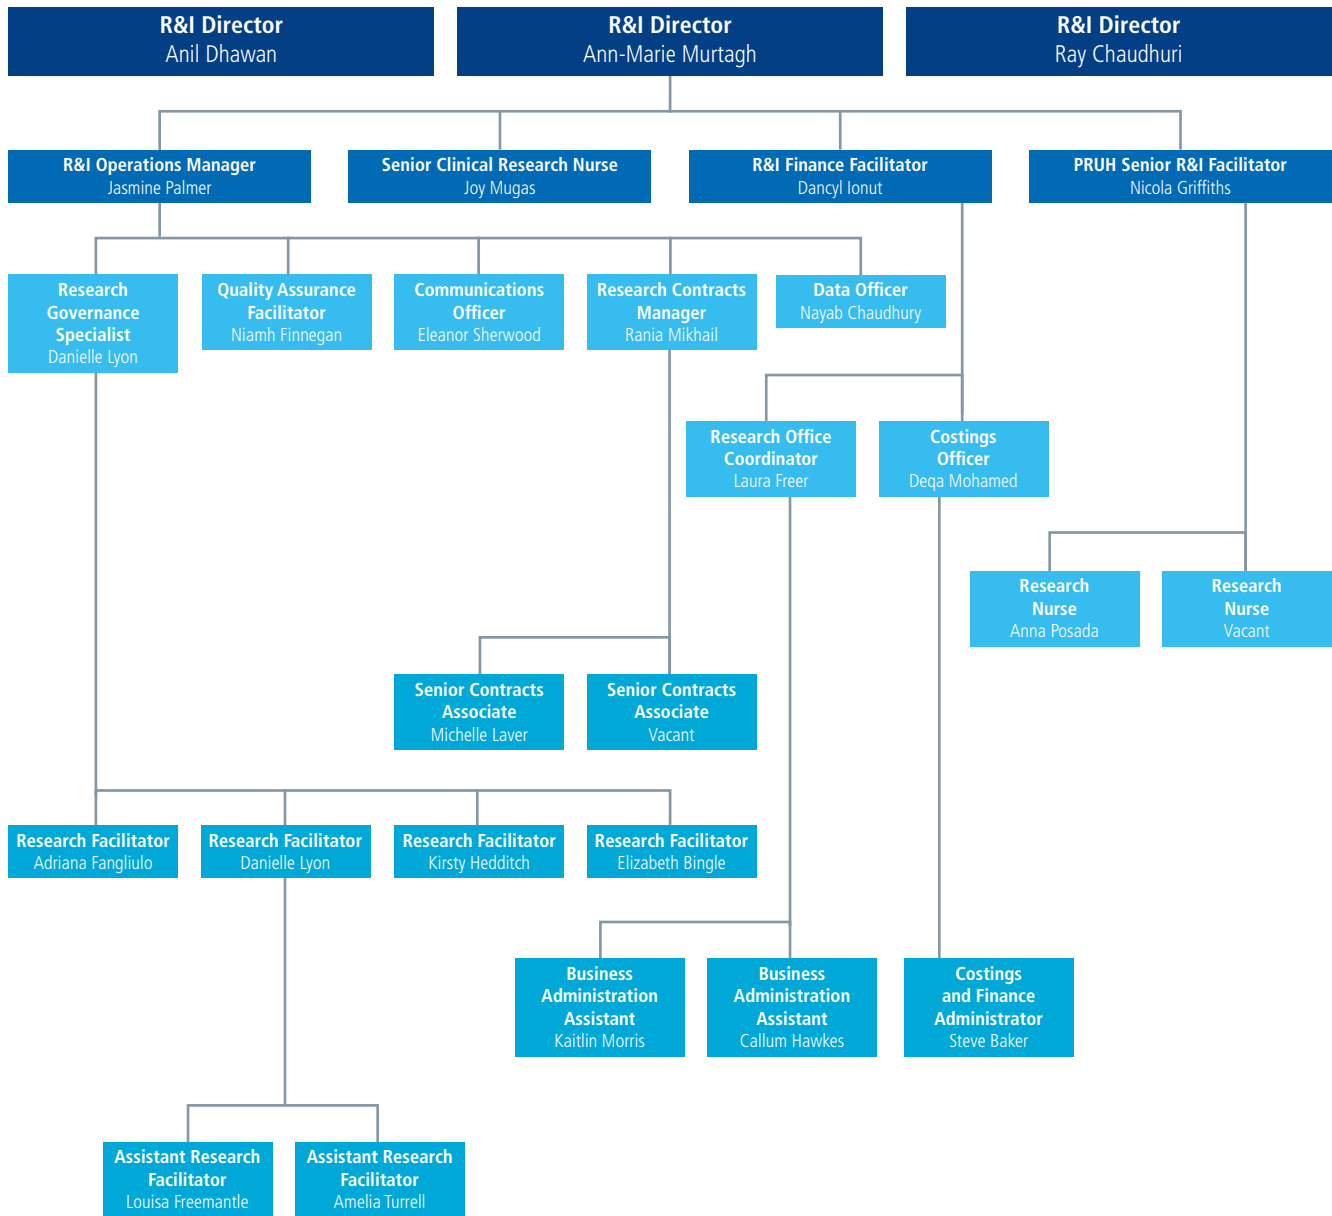 R&I Director
Anil Dhawan
R&I Director
Ann-Marie Murtagh
R&I Director
Ray Chaudhuri
R&I Operations Manager
Jasmine Palmer
Senior Clinical Research Nurse
Joy Mugas
R&I Finance Facilitator
Dancyl Ionut
PRUH Senior R&I Facilitator
Nicola Griffiths
Research
Governance
Specialist
Danielle Lyon
Quality Assurance
Facilitator
Niamh Finnegan
Communications
Officer
Eleanor Sherwood
Research Contracts
Manager
Rania Mikhail
Data Officer
Nayab Chaudhury
Research Office
Coordinator
Laura Freer
Costings
Officer
Deqa Mohamed
Research
Nurse
Anna Posada
Research
Nurse
Vacant
Senior Contracts
Associate
Michelle Laver
Senior Contracts
Associate
Vacant
Research Facilitator
Adriana Fangliulo
Research Facilitator
Danielle Lyon
Research Facilitator
Kirsty Hedditch
Research Facilitator
Elizabeth Bingle
Business
Administration
Assistant
Kaitlin Morris
Business
Administration
Assistant
Callum Hawkes
Costings
and Finance
Administrator
Steve Baker
Assistant Research
Facilitator
Louisa Freemantle
Assistant Research
Facilitator
Amelia Turrell